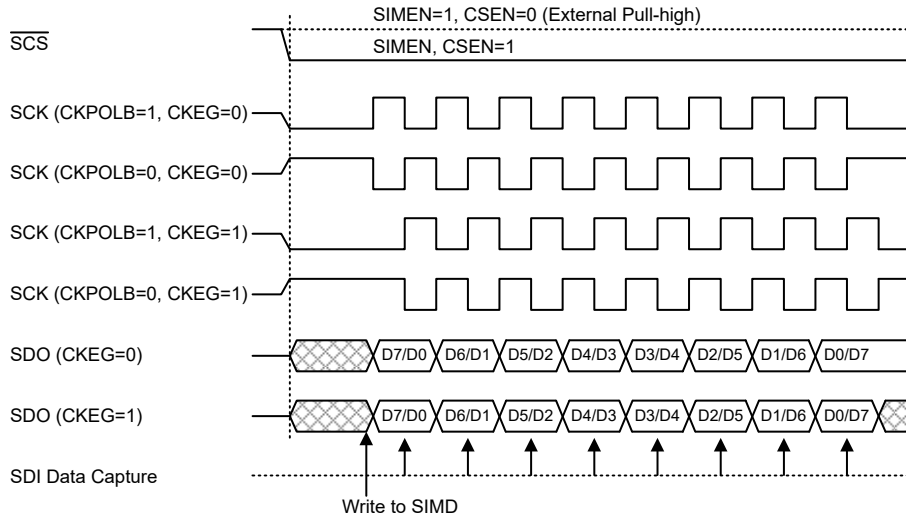 SIMEN=1, CSEN=0 (External Pull-high)
SCS
SIMEN, CSEN=1
SCK (CKPOLB=1, CKEG=0)
SCK (CKPOLB=0, CKEG=0)
SCK (CKPOLB=1, CKEG=1)
SCK (CKPOLB=0, CKEG=1)
SDO (CKEG=0) D7/D0 D6/D1 D5/D2 D4/D3 D3/D4 D2/D5 D1/D6 D0/D7
SDO (CKEG=1) D7/D0 D6/D1 D5/D2 D4/D3 D3/D4 D2/D5 D1/D6 D0/D7
SDI Data Capture
Write to SIMD